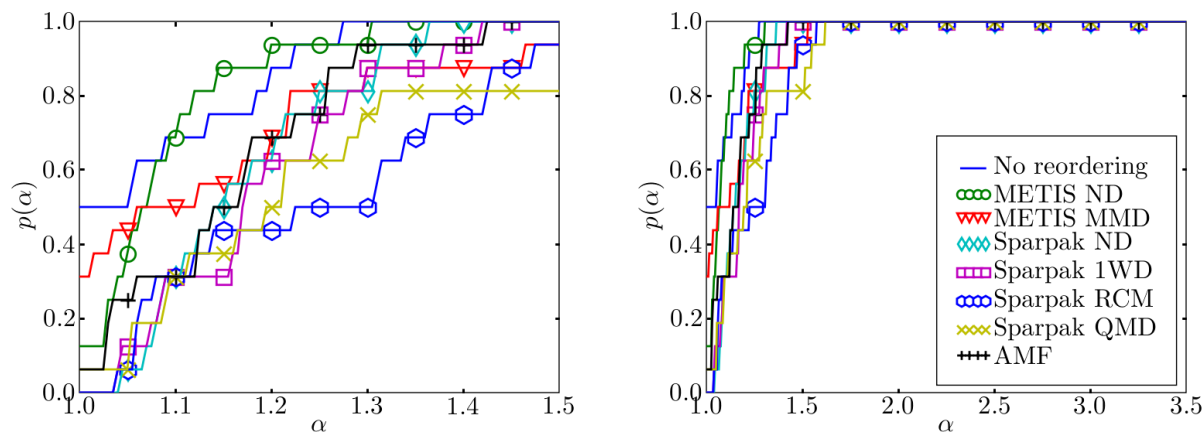 1.0
0.8
0.6
0.4
0.2
0.0
p(α)
1.0 1.1 1.2 1.3 1.4 1.5
α
1.0
0.8
0.6
0.4
0.2
0.0
p(α)
No reordering
METIS ND
METIS MMD
Sparpak ND
Sparpak 1WD
Sparpak RCM
Sparpak QMD
AMF
1.0 1.5 2.0 2.5 3.0 3.5
α